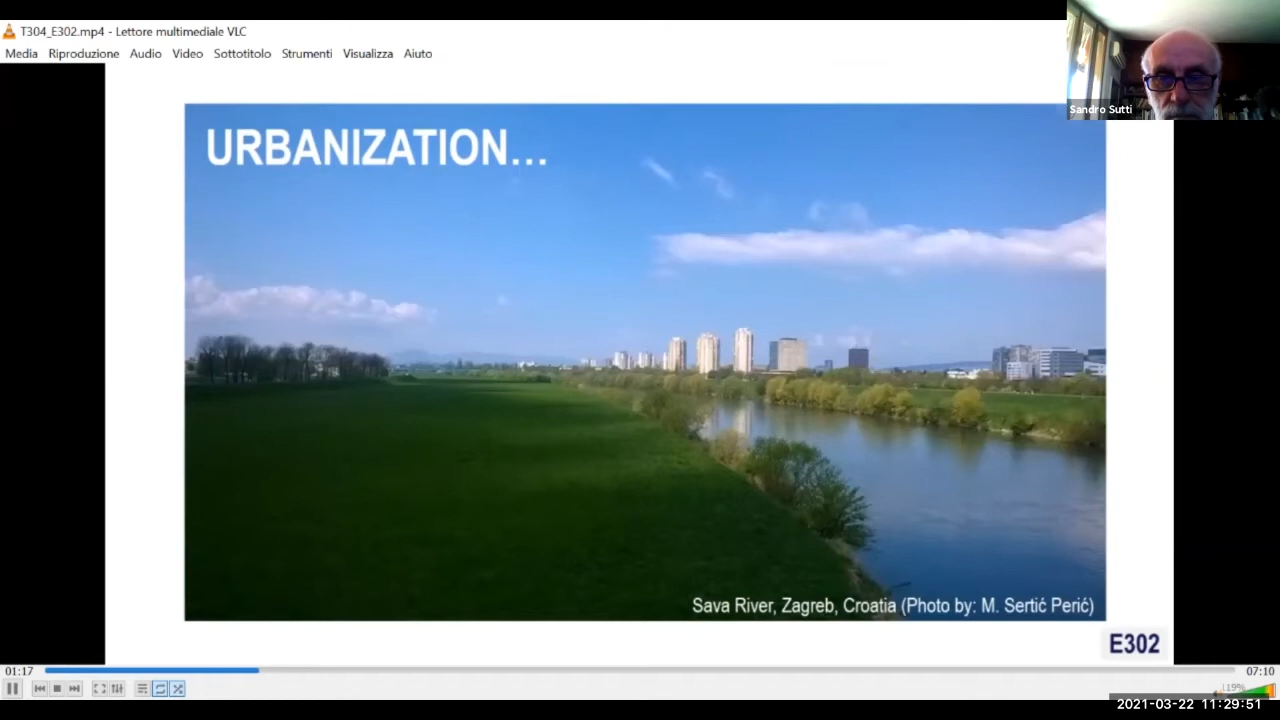 T304_E302.mp4 - Lettore multimediale VLC
Media Riproduzione Audio Video Sottotitolo Strumenti Visualizza Aiuto
Sandro Sutti
URBANIZATION...
Sava River, Zagreb, Croatia (Photo by: M. Sertić Perić)
E302
01:17
07:10
119%
2021-03-22 11:29:51